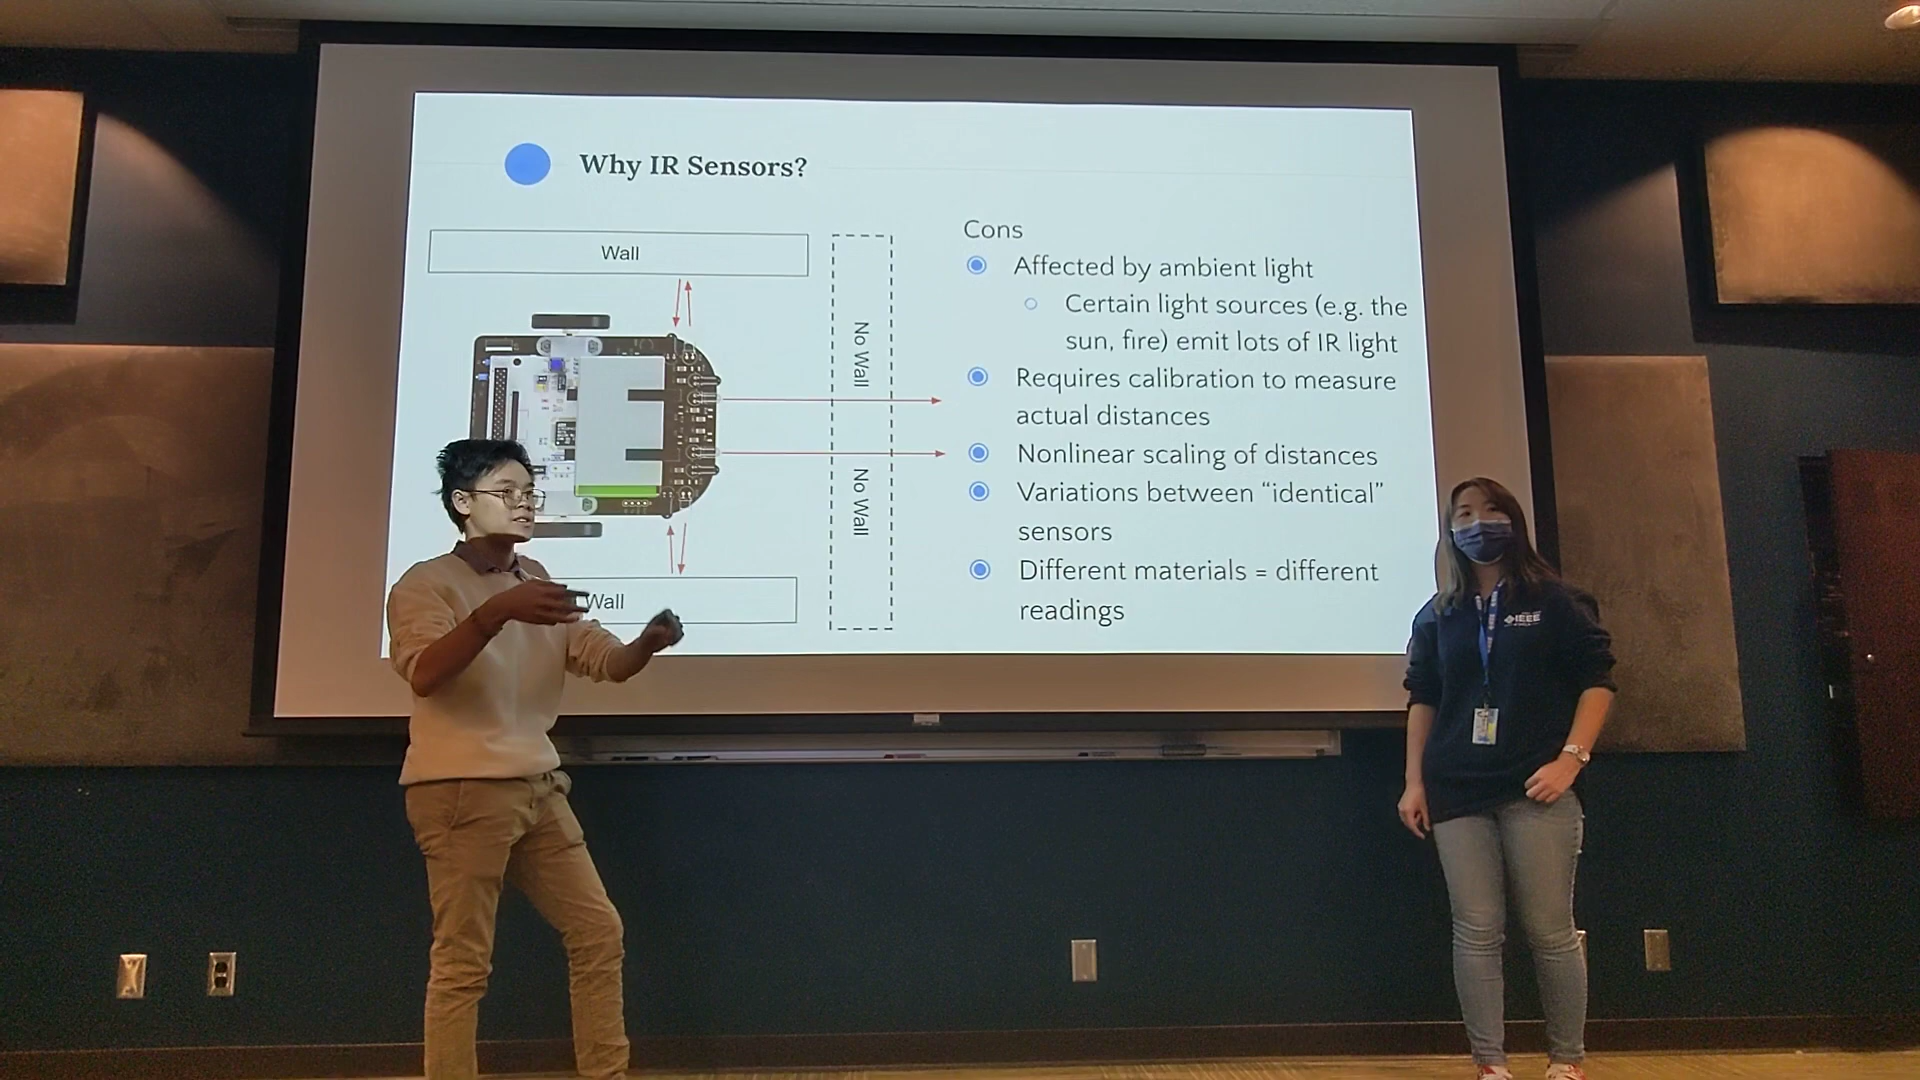 Why IR Sensors?
Wall
No Wall
No Wall
Wall
Cons
Affected by ambient light
Certain light sources (e.g. the
sun, fire) emit lots of IR light
Requires calibration to measure
actual distances
Nonlinear scaling of distances
Variations between “identical”
sensors
Different materials = different
readings
IEEE